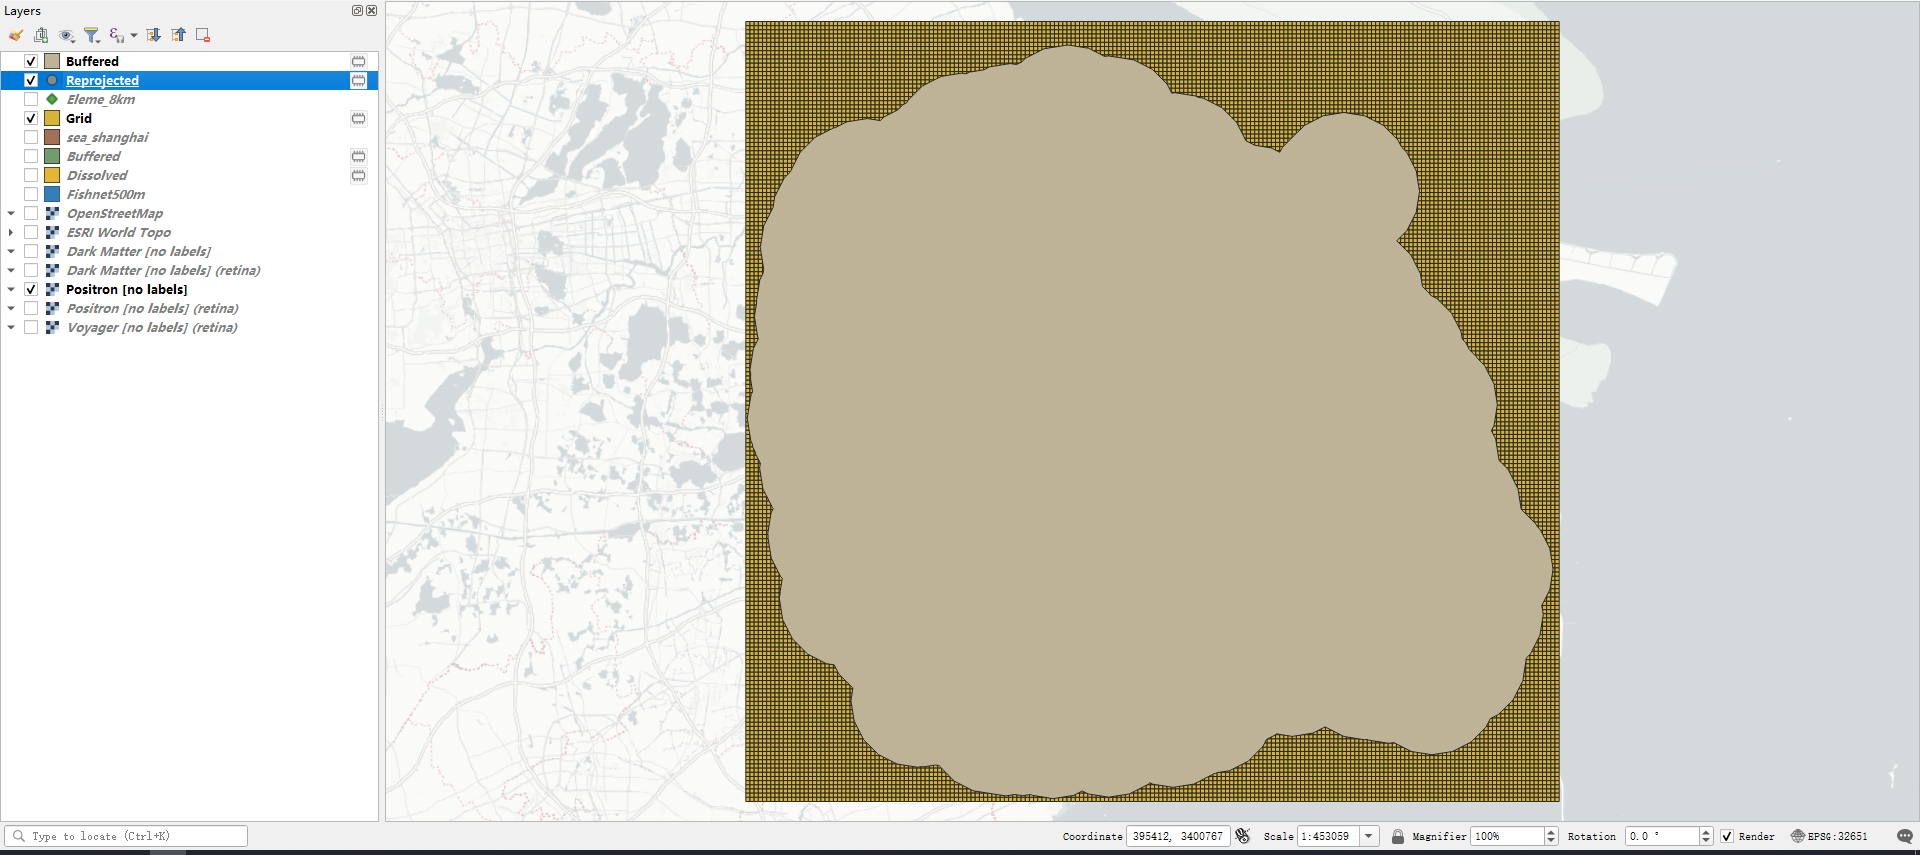 Layers
Buffered
Reprojected
Eleme_8km
Grid
sea_shanghai
Buffered
Dissolved
Fishnet500m
OpenStreetMap
ESRI World Topo
Dark Matter [no labels]
Dark Matter [no labels] (retina)
Positron [no labels]
Positron [no labels] (retina)
Voyager [no labels] (retina)
Type to locate (Ctrl+K)
Coordinate 395412, 3400767 Scale 1:453059 Magnifier 100% Rotation 0.0 ° Render EPSG:32651